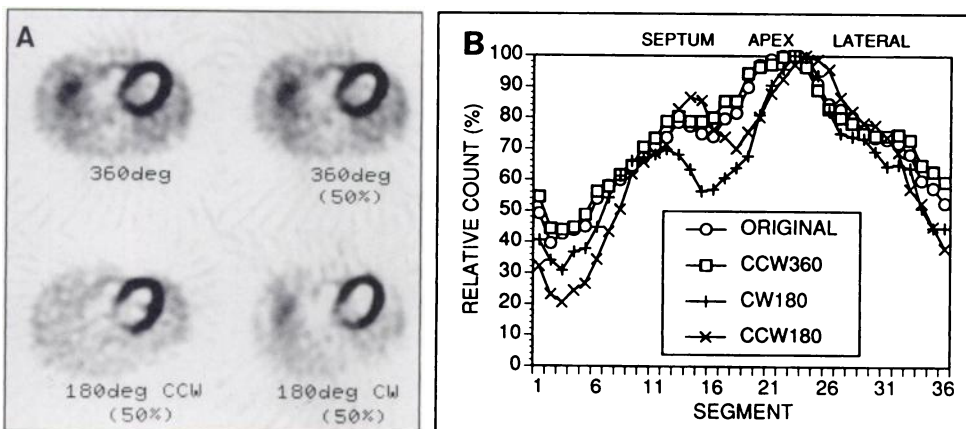 A
360deg
360deg
(50%)
180deg CCW
(50%)
180deg CW
(50%)
B
SEPTUM APEX LATERAL
RELATIVE COUNT (%)
100
90
80
70
60
50
40
30
20
10
0
ORIGINAL
CCW360
CW180
CCW180
1 6 11 16 21 26 31 36
SEGMENT